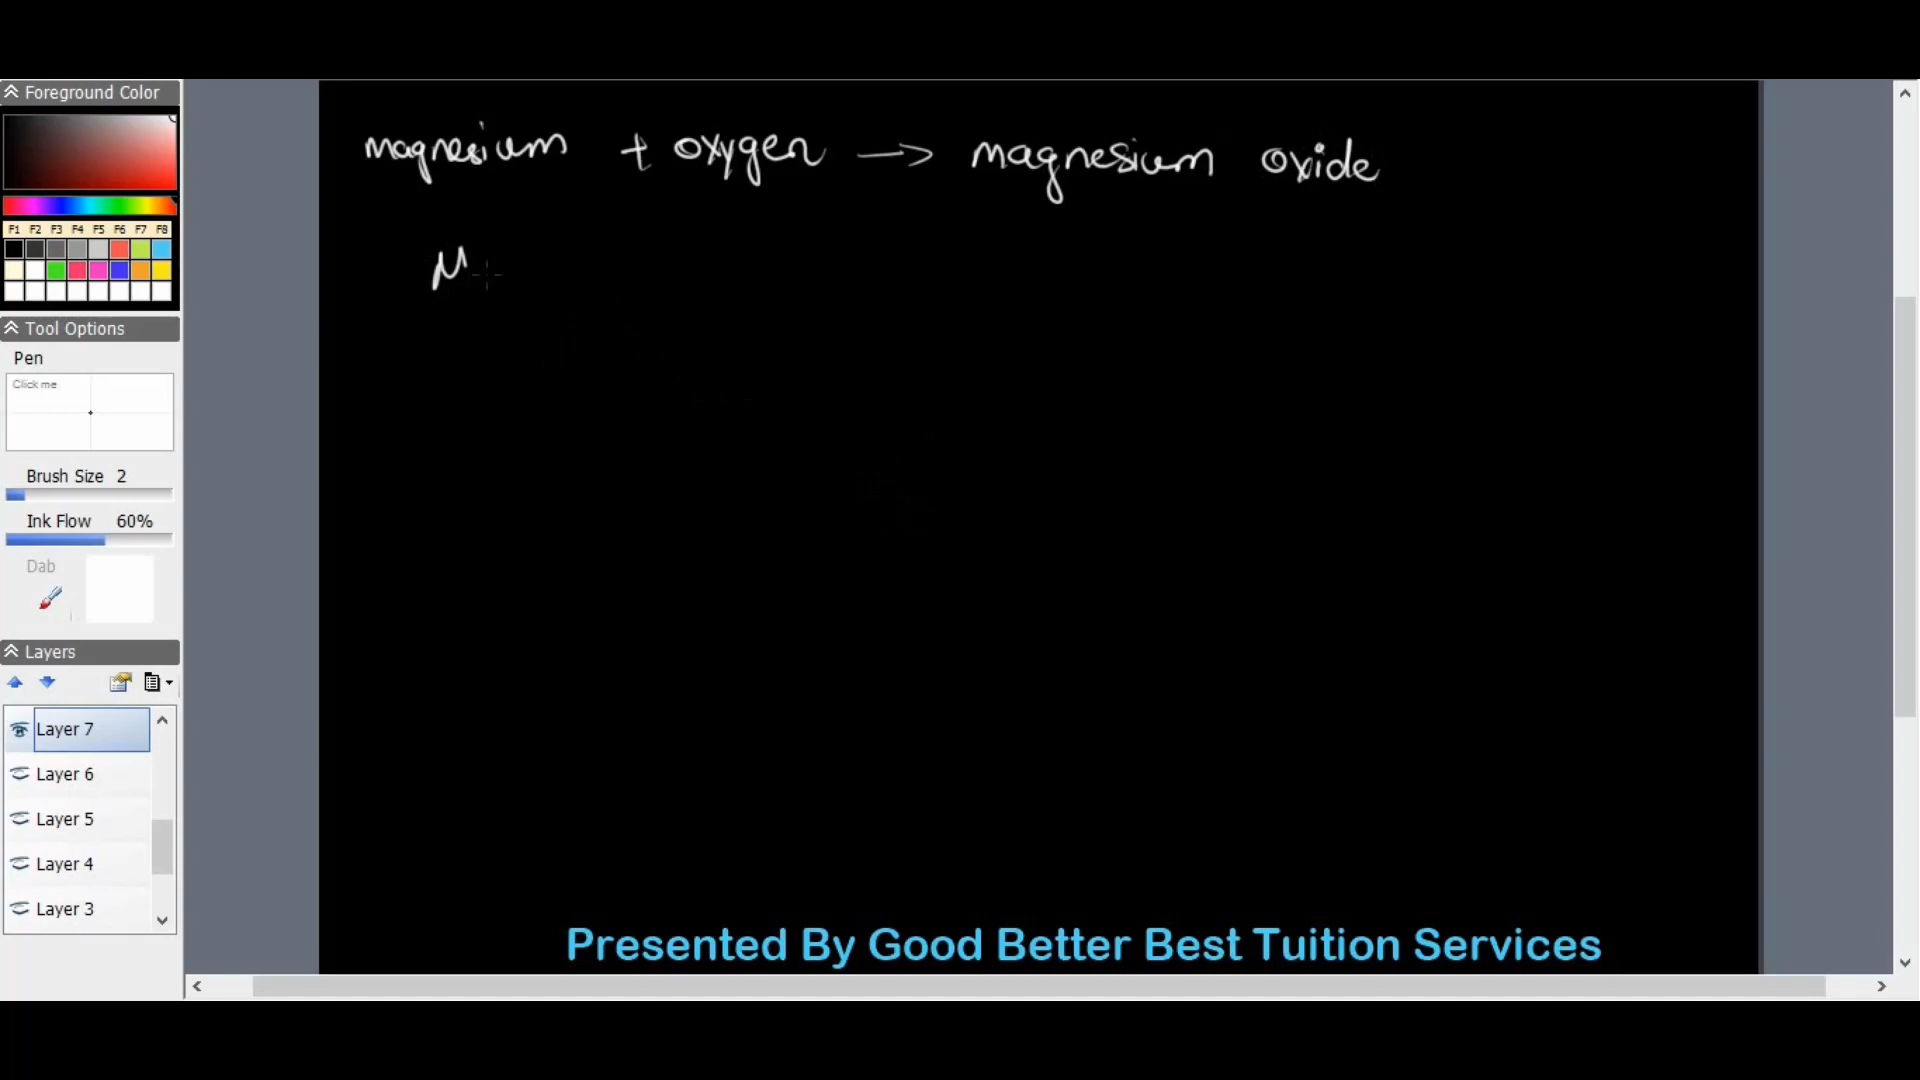 Foreground Color
magnesium + oxygen → magnesium oxide
F1 F2 F3 F4 F5 F6 F7 F8
M
Tool Options
Pen
Click me
Brush Size 2
Ink Flow 60%
Dab
Layers
Layer 7
Layer 6
Layer 5
Layer 4
Layer 3
Presented By Good Better Best Tuition Services